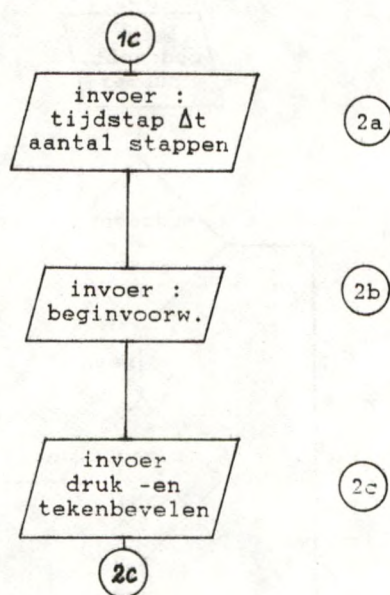 1c
invoer :
tijdstap Δt
aantal stappen
2a
invoer :
beginvoorw.
2b
invoer
druk -en
tekenbevelen
2c
2c